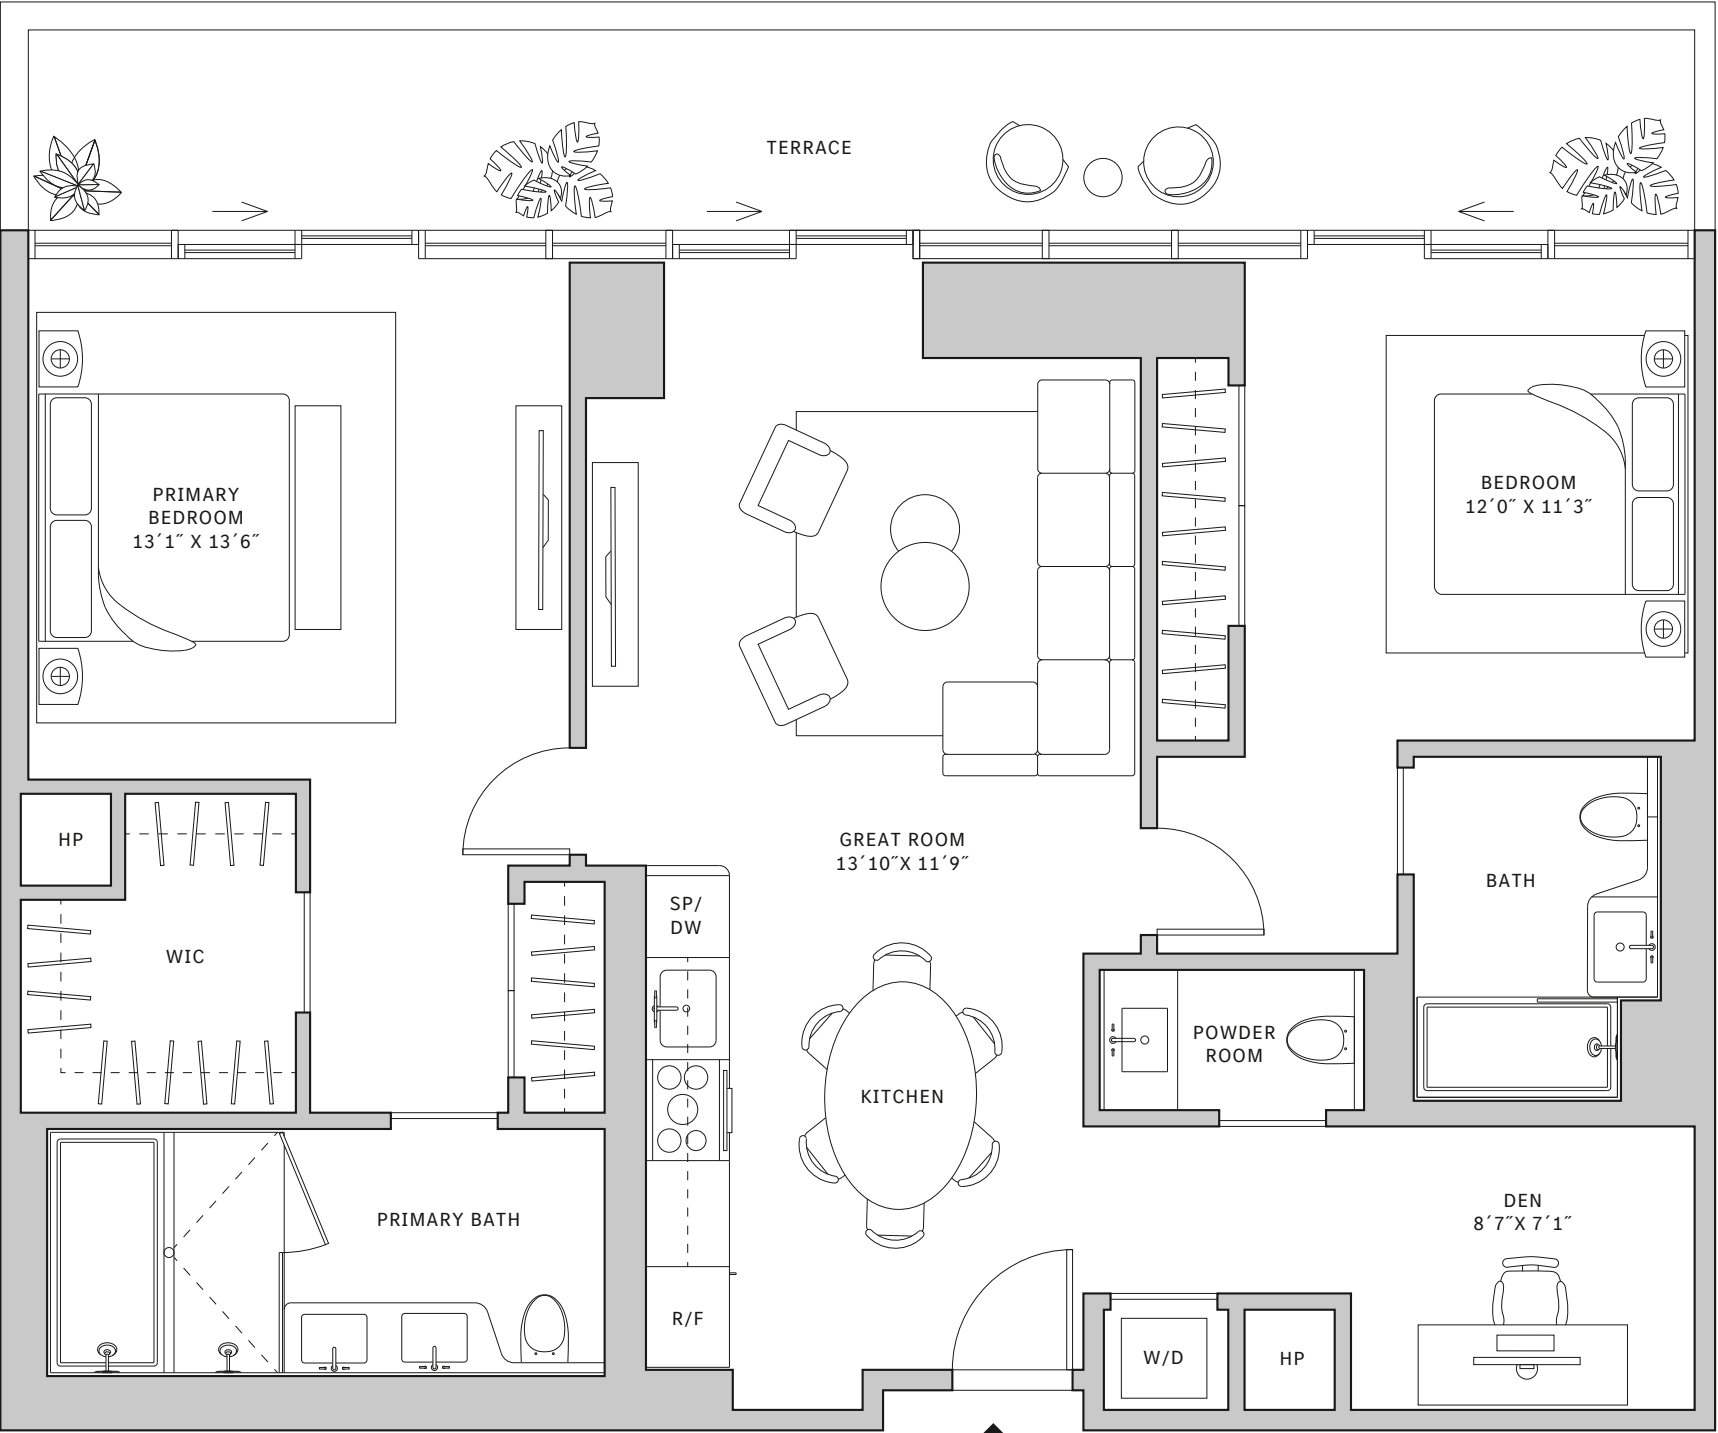 TERRACE
PRIMARY
BEDROOM
13´1˝ X 13´6˝
BEDROOM
12´0˝ X 11´3˝
HP
GREAT ROOM
13´10˝X 11´9˝
BATH
SP/
DW
WIC
POWDER
ROOM
KITCHEN
PRIMARY BATH
DEN
8´7˝X 7´1˝
R/F
W/D
HP